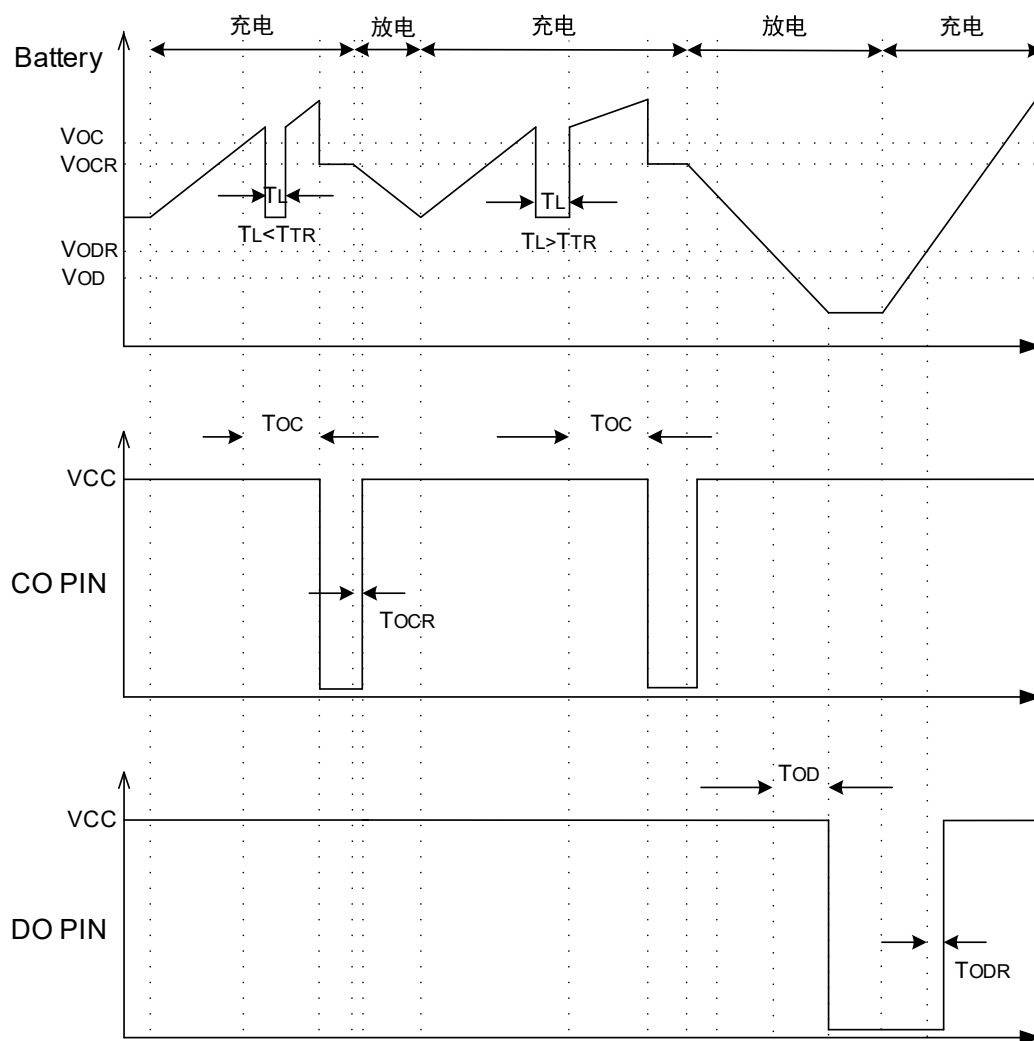 充电 放电 充电 放电 充电
Battery
VOC
VOCR
TL TL
TL<TTR TL>TTR
VODR
VOD
TOC TOC
VCC
CO PIN
TOCR
TOD
VCC
DO PIN
TODR